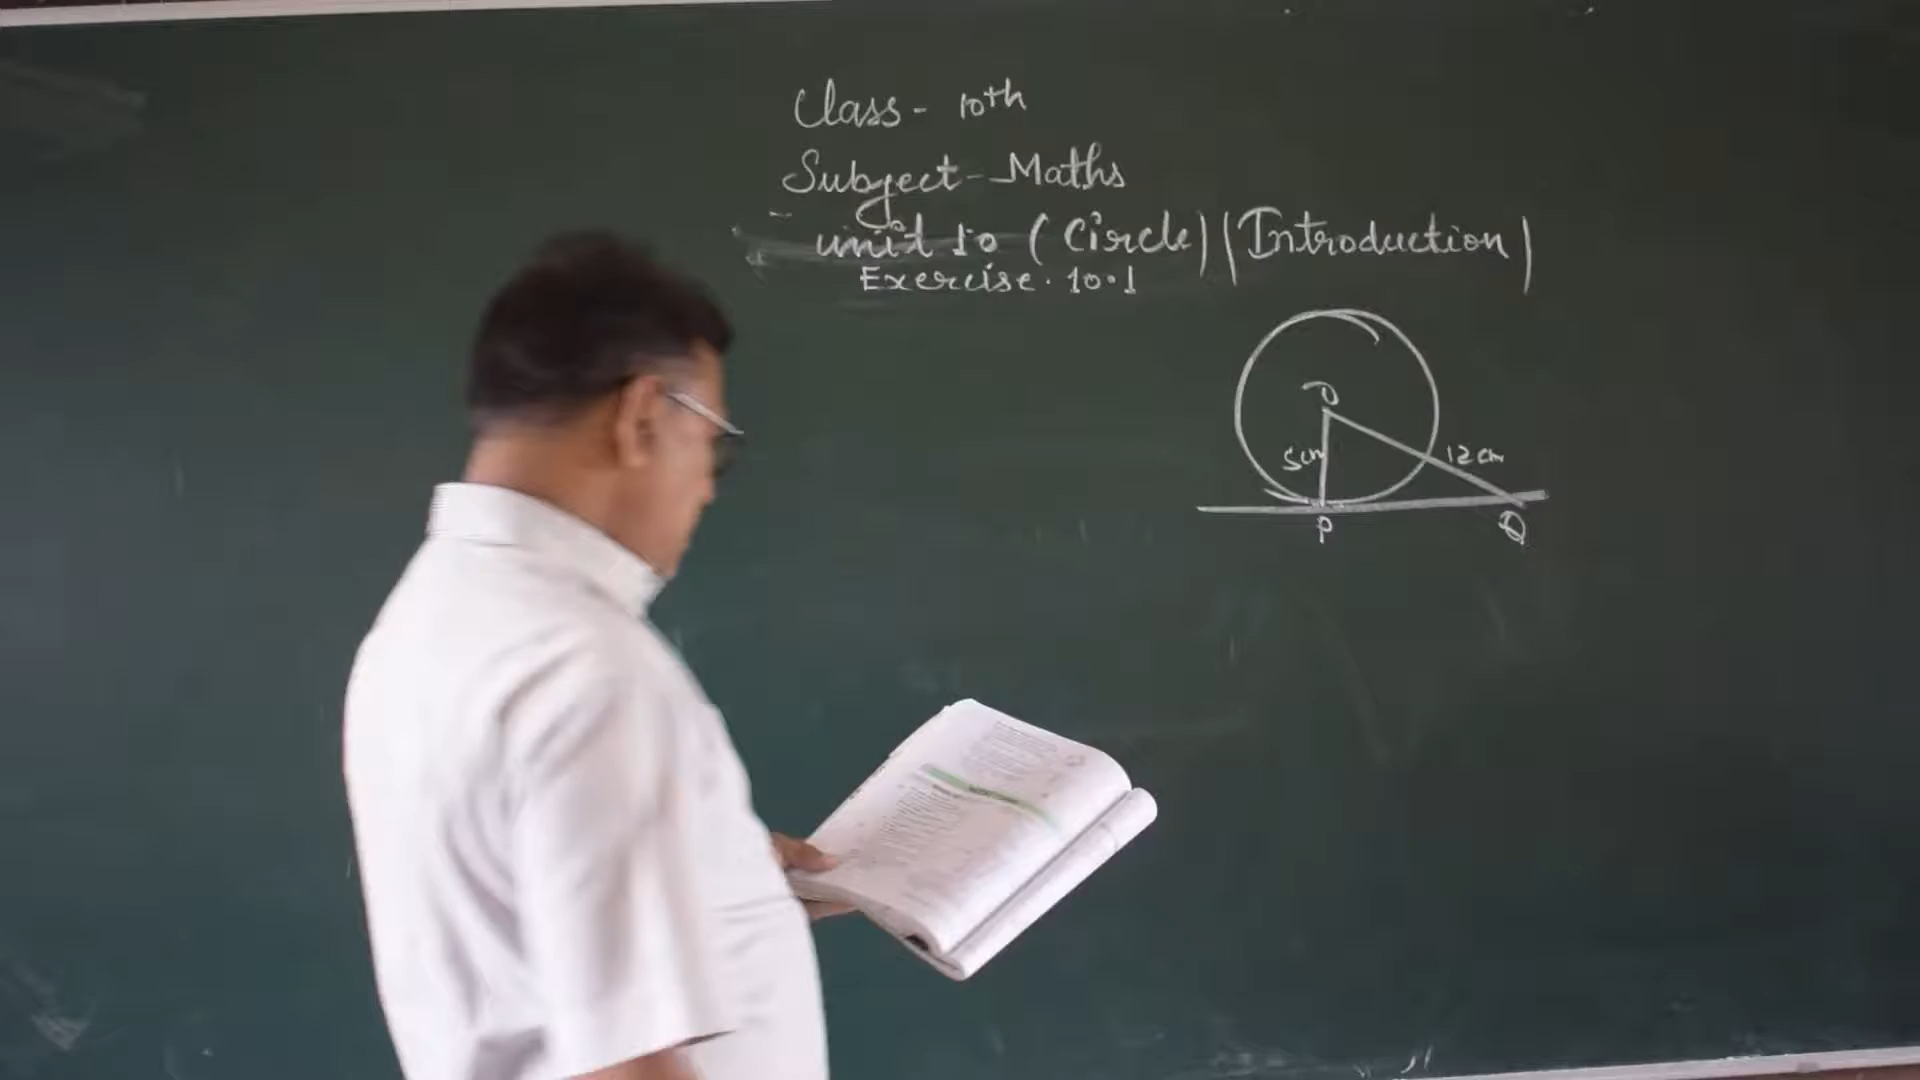 Class - 10th
Subject - Maths
unit 10 (Circle) (Introduction)
Exercise. 10.1
O
5cm
12 cm
P
Q